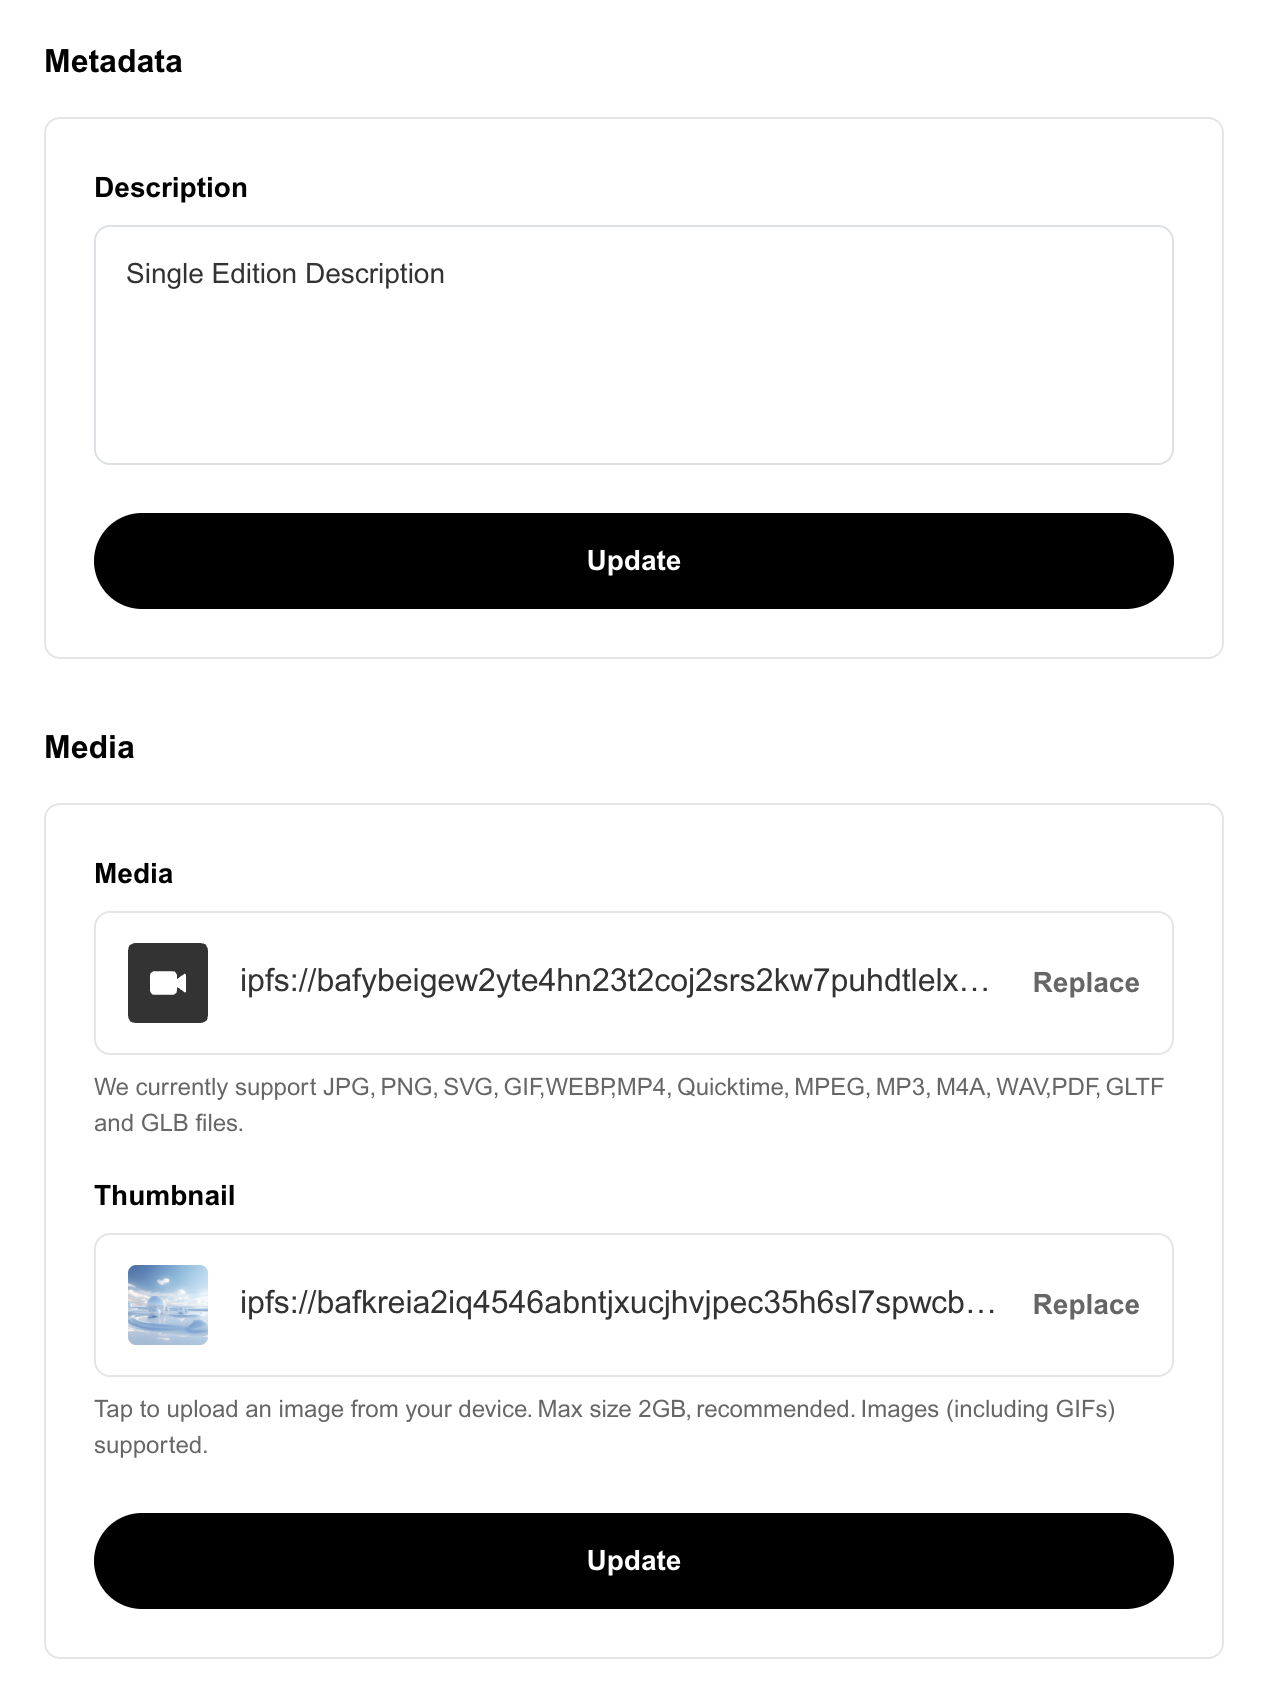 Metadata
Description
Single Edition Description
Update
Media
Media
ipfs://bafybeigew2yte4hn23t2coj2srs2kw7puhdtlelx…
Replace
We currently support JPG, PNG, SVG, GIF,WEBP,MP4, Quicktime, MPEG, MP3, M4A, WAV,PDF, GLTF
and GLB files.
Thumbnail
ipfs://bafkreia2iq4546abntjxucjhvjpec35h6sl7spwcb…
Replace
Tap to upload an image from your device. Max size 2GB, recommended. Images (including GIFs)
supported.
Update